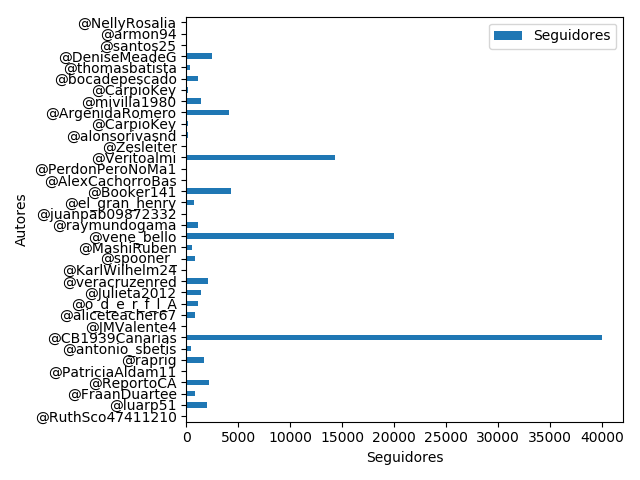 @NellyRosalia
@armon94
@santos25
@DeniseMeadeG
@thomasbatista
@bocadepescado
@CarpioKey
@mivilla1980
@ArgenidaRomero
@CarpioKey
@alonsorivasnd
@Zesleiter
@Veritoalmi
@PerdonPeroNoMa1
@AlexCachorroBas
@Booker141
@el_gran_henry
@juanpab09872332
@raymundogama
@vene_bello
@MashiRuben
@spooner_
@KarlWilhelm24
@veracruzenred
@Julieta2012
@o_d_e_r_f_l_A
@aliceteacher67
@JMValente4
@CB1939Canarias
@antonio_sbetis
@raprig
@PatriciaAldam11
@ReportoCA
@FraanDuartee
@luarp51
@RuthSco47411210
Autores
Seguidores
0 5000 10000 15000 20000 25000 30000 35000 40000
Seguidores